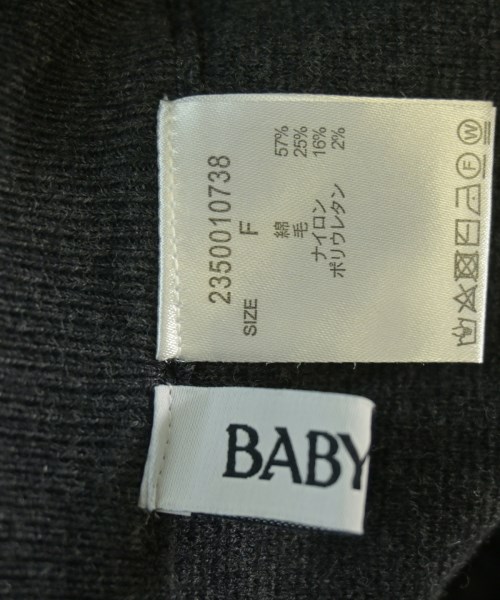 2350010738
SIZE F
綿 57%
毛 25%
ナイロン 16%
ポリウレタン 2%
F
W
BABY